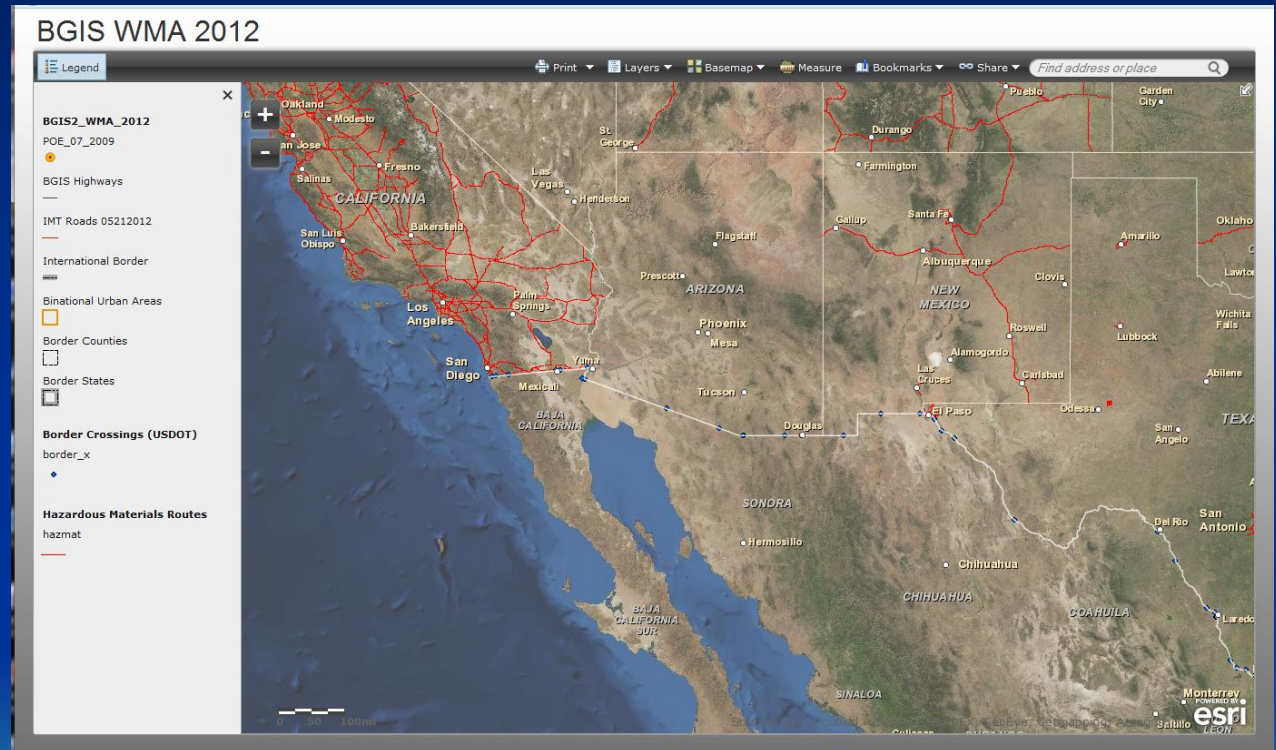 BGIS WMA 2012
Legend
Print
Layers
Basemap
Measure
Bookmarks
Share
Find address or place
BGIS2_WMA_2012
POE_07_2009
BGIS Highways
IMT Roads 05212012
International Border
Binational Urban Areas
Border Counties
Border States
Border Crossings (USDOT)
border_x
Hazardous Materials Routes
hazmat
+
-
Oakland
Modesto
an Jose
Salinas
Fresno
CALIFORNIA
San Luis
Obispo
Bakersfield
Los
Angeles
Palm
Springs
San
Diego
Mexicali
Yuma
BAJA
CALIFORNIA
Las
Vegas
Henderson
St.
George
Flagstaff
Prescott
ARIZONA
Phoenix
Mesa
Tucson
Douglas
Durango
Farmington
Gallup
Santa Fe
Albuquerque
NEW
MEXICO
Clovis
Roswell
Alamogordo
Las
Cruces
Carlsbad
El Paso
Pueblo
Garden
City
Oklaho
Amarillo
Lawto
Wichita
Falls
Lubbock
Abilene
Odessa
TEXA
San
Angelo
San
Antonio
Del Rio
Laredo
SONORA
Hermosillo
Chihuahua
CHIHUAHUA
COAHUILA
BAJA
CALIFORNIA
SUR
SINALOA
Culiacan
Monterrey
Saltillo
LEON
0 50 100mi
POWERED BY
esri